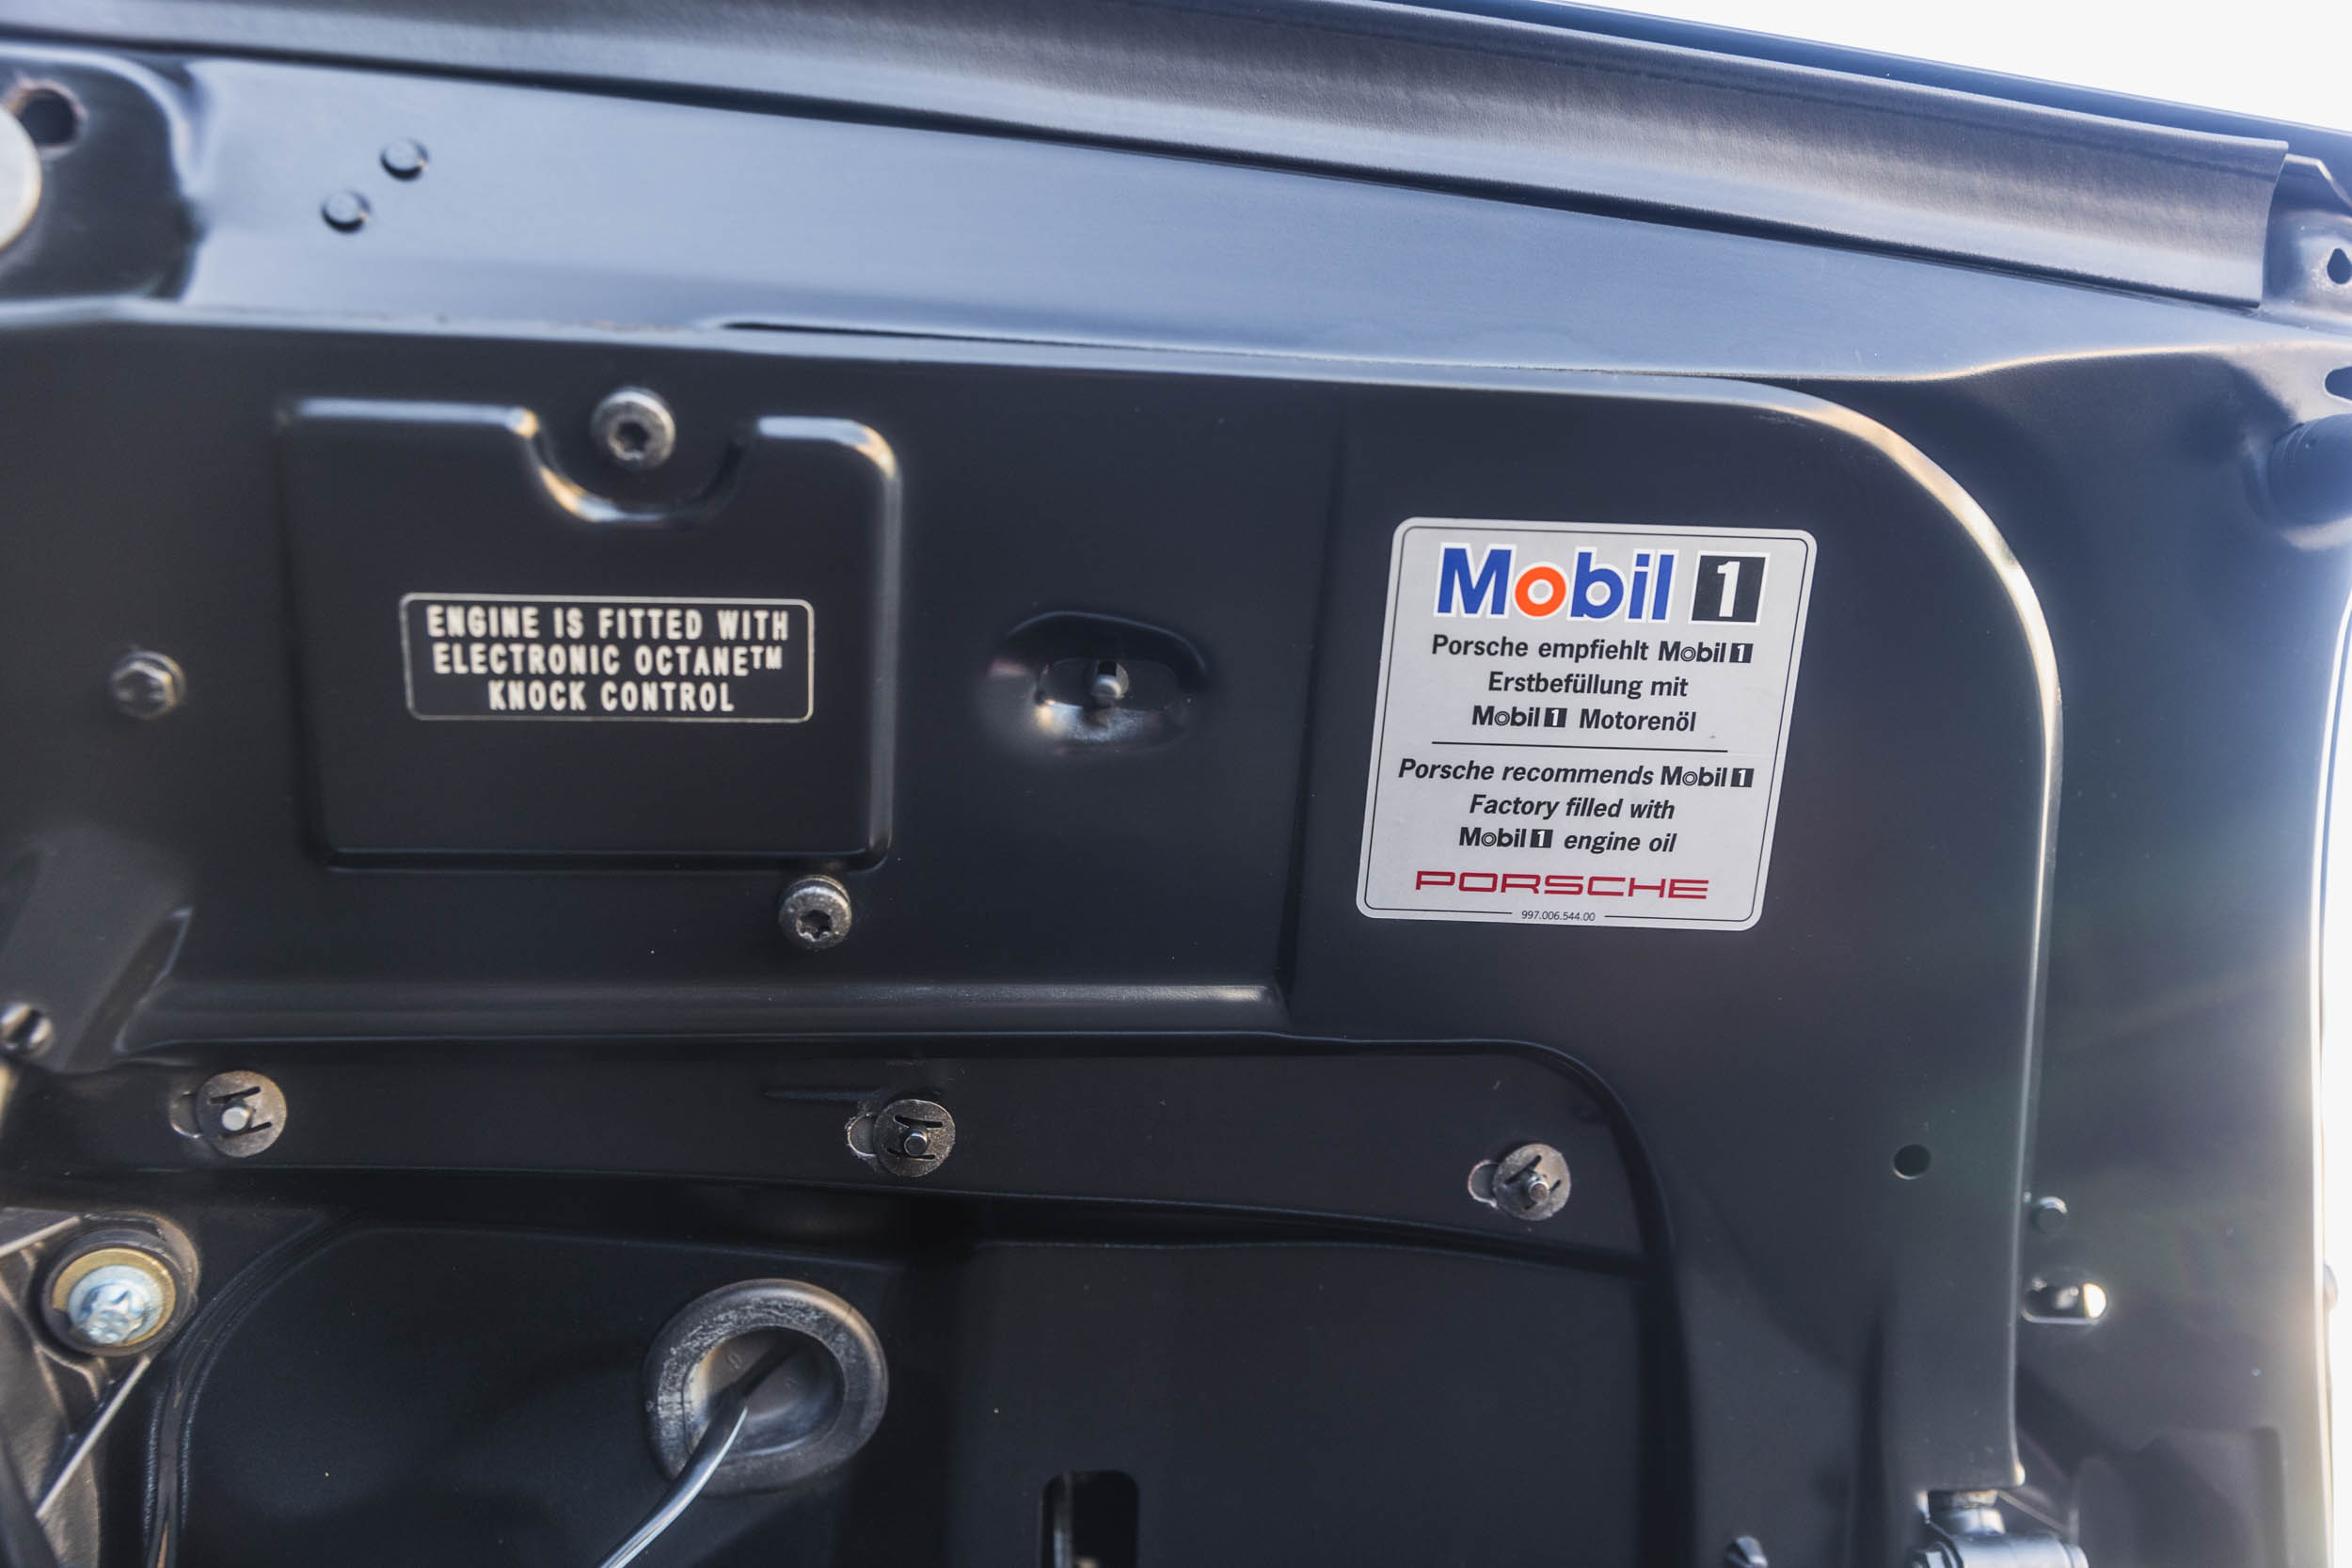 ENGINE IS FITTED WITH
ELECTRONIC OCTANE™
KNOCK CONTROL
Mobil 1
Porsche empfiehlt Mobil 1
Erstbefüllung mit
Mobil 1 Motorenöl
Porsche recommends Mobil 1
Factory filled with
Mobil 1 engine oil
PORSCHE
997.006.544.00